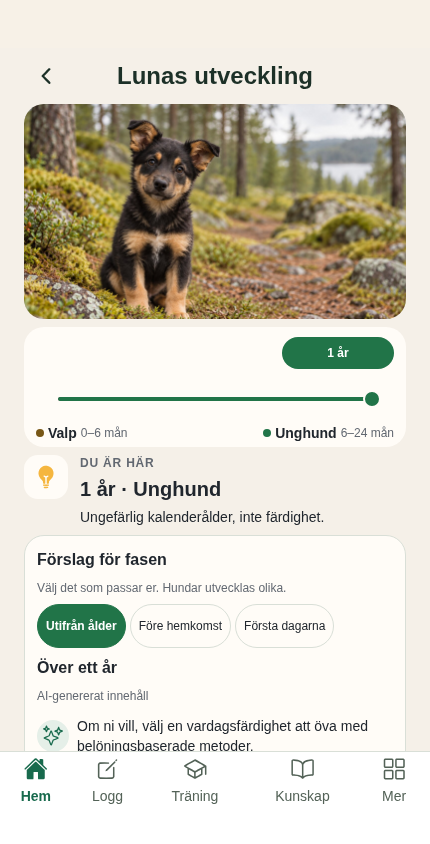 Lunas utveckling
1 år
Valp 0–6 mån
Unghund 6–24 mån
DU ÄR HÄR
1 år · Unghund
Ungefärlig kalenderålder, inte färdighet.
Förslag för fasen
Välj det som passar er. Hundar utvecklas olika.
Utifrån ålder
Före hemkomst
Första dagarna
Över ett år
AI-genererat innehåll
Om ni vill, välj en vardagsfärdighet att öva med
belöningsbaserade metoder.
Hem
Logg
Träning
Kunskap
Mer